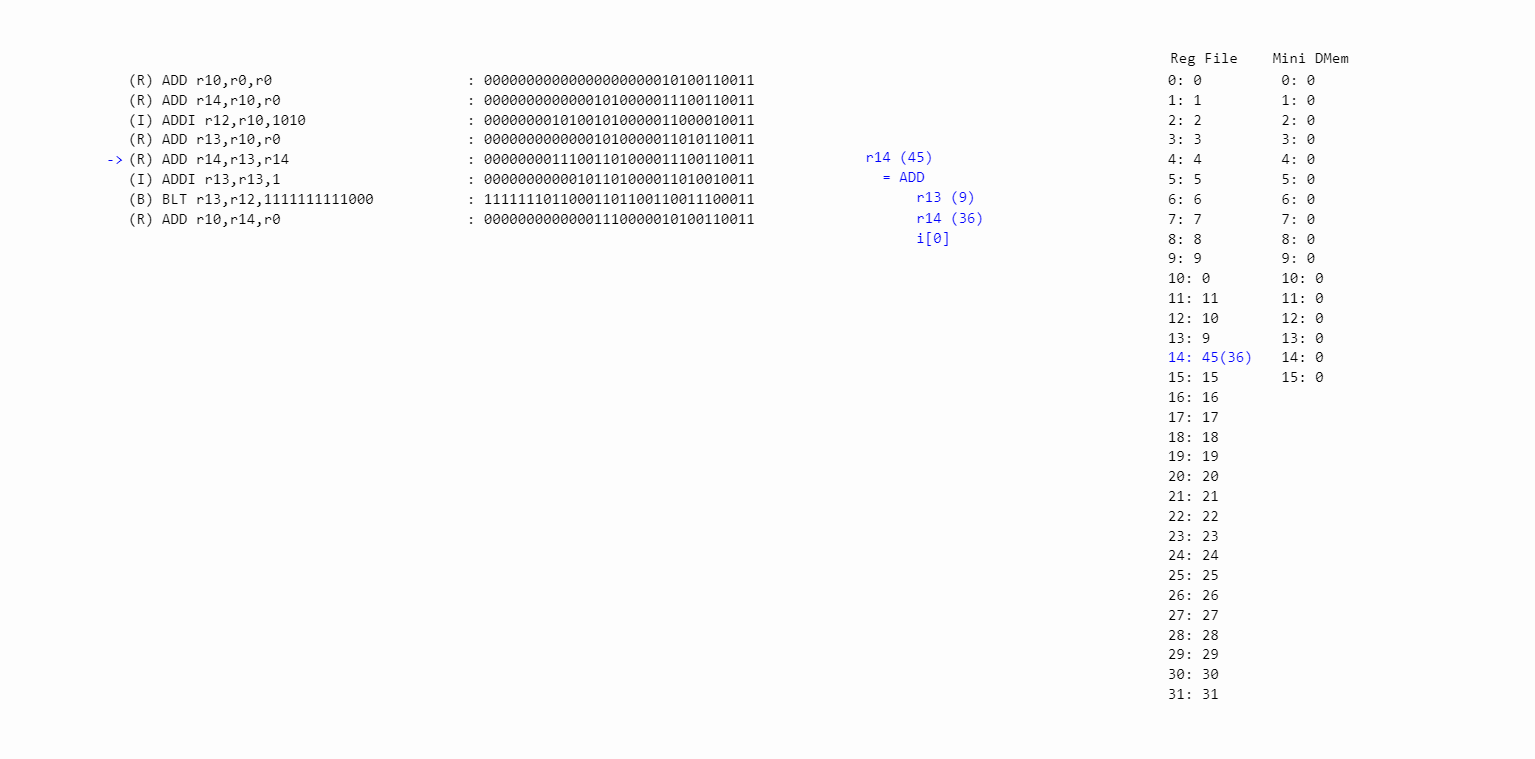 Reg File Mini DMem
(R) ADD r10,r0,r0 : 00000000000000000000010100110011 0: 0 0: 0
(R) ADD r14,r10,r0 : 00000000000001010000011100110011 1: 1 1: 0
(I) ADDI r12,r10,1010 : 00000000101001010000011000010011 2: 2 2: 0
(R) ADD r13,r10,r0 : 00000000000001010000011010110011 3: 3 3: 0
-> (R) ADD r14,r13,r14 : 00000000111001101000011100110011 r14 (45) 4: 4 4: 0
(I) ADDI r13,r13,1 : 00000000000101101000011010010011 = ADD 5: 5 5: 0
(B) BLT r13,r12,1111111111000 : 11111110110001101100110011100011 r13 (9) 6: 6 6: 0
(R) ADD r10,r14,r0 : 00000000000001110000010100110011 r14 (36) 7: 7 7: 0
i[0] 8: 8 8: 0
9: 9 9: 0
10: 0 10: 0
11: 11 11: 0
12: 10 12: 0
13: 9 13: 0
14: 45(36) 14: 0
15: 15 15: 0
16: 16
17: 17
18: 18
19: 19
20: 20
21: 21
22: 22
23: 23
24: 24
25: 25
26: 26
27: 27
28: 28
29: 29
30: 30
31: 31